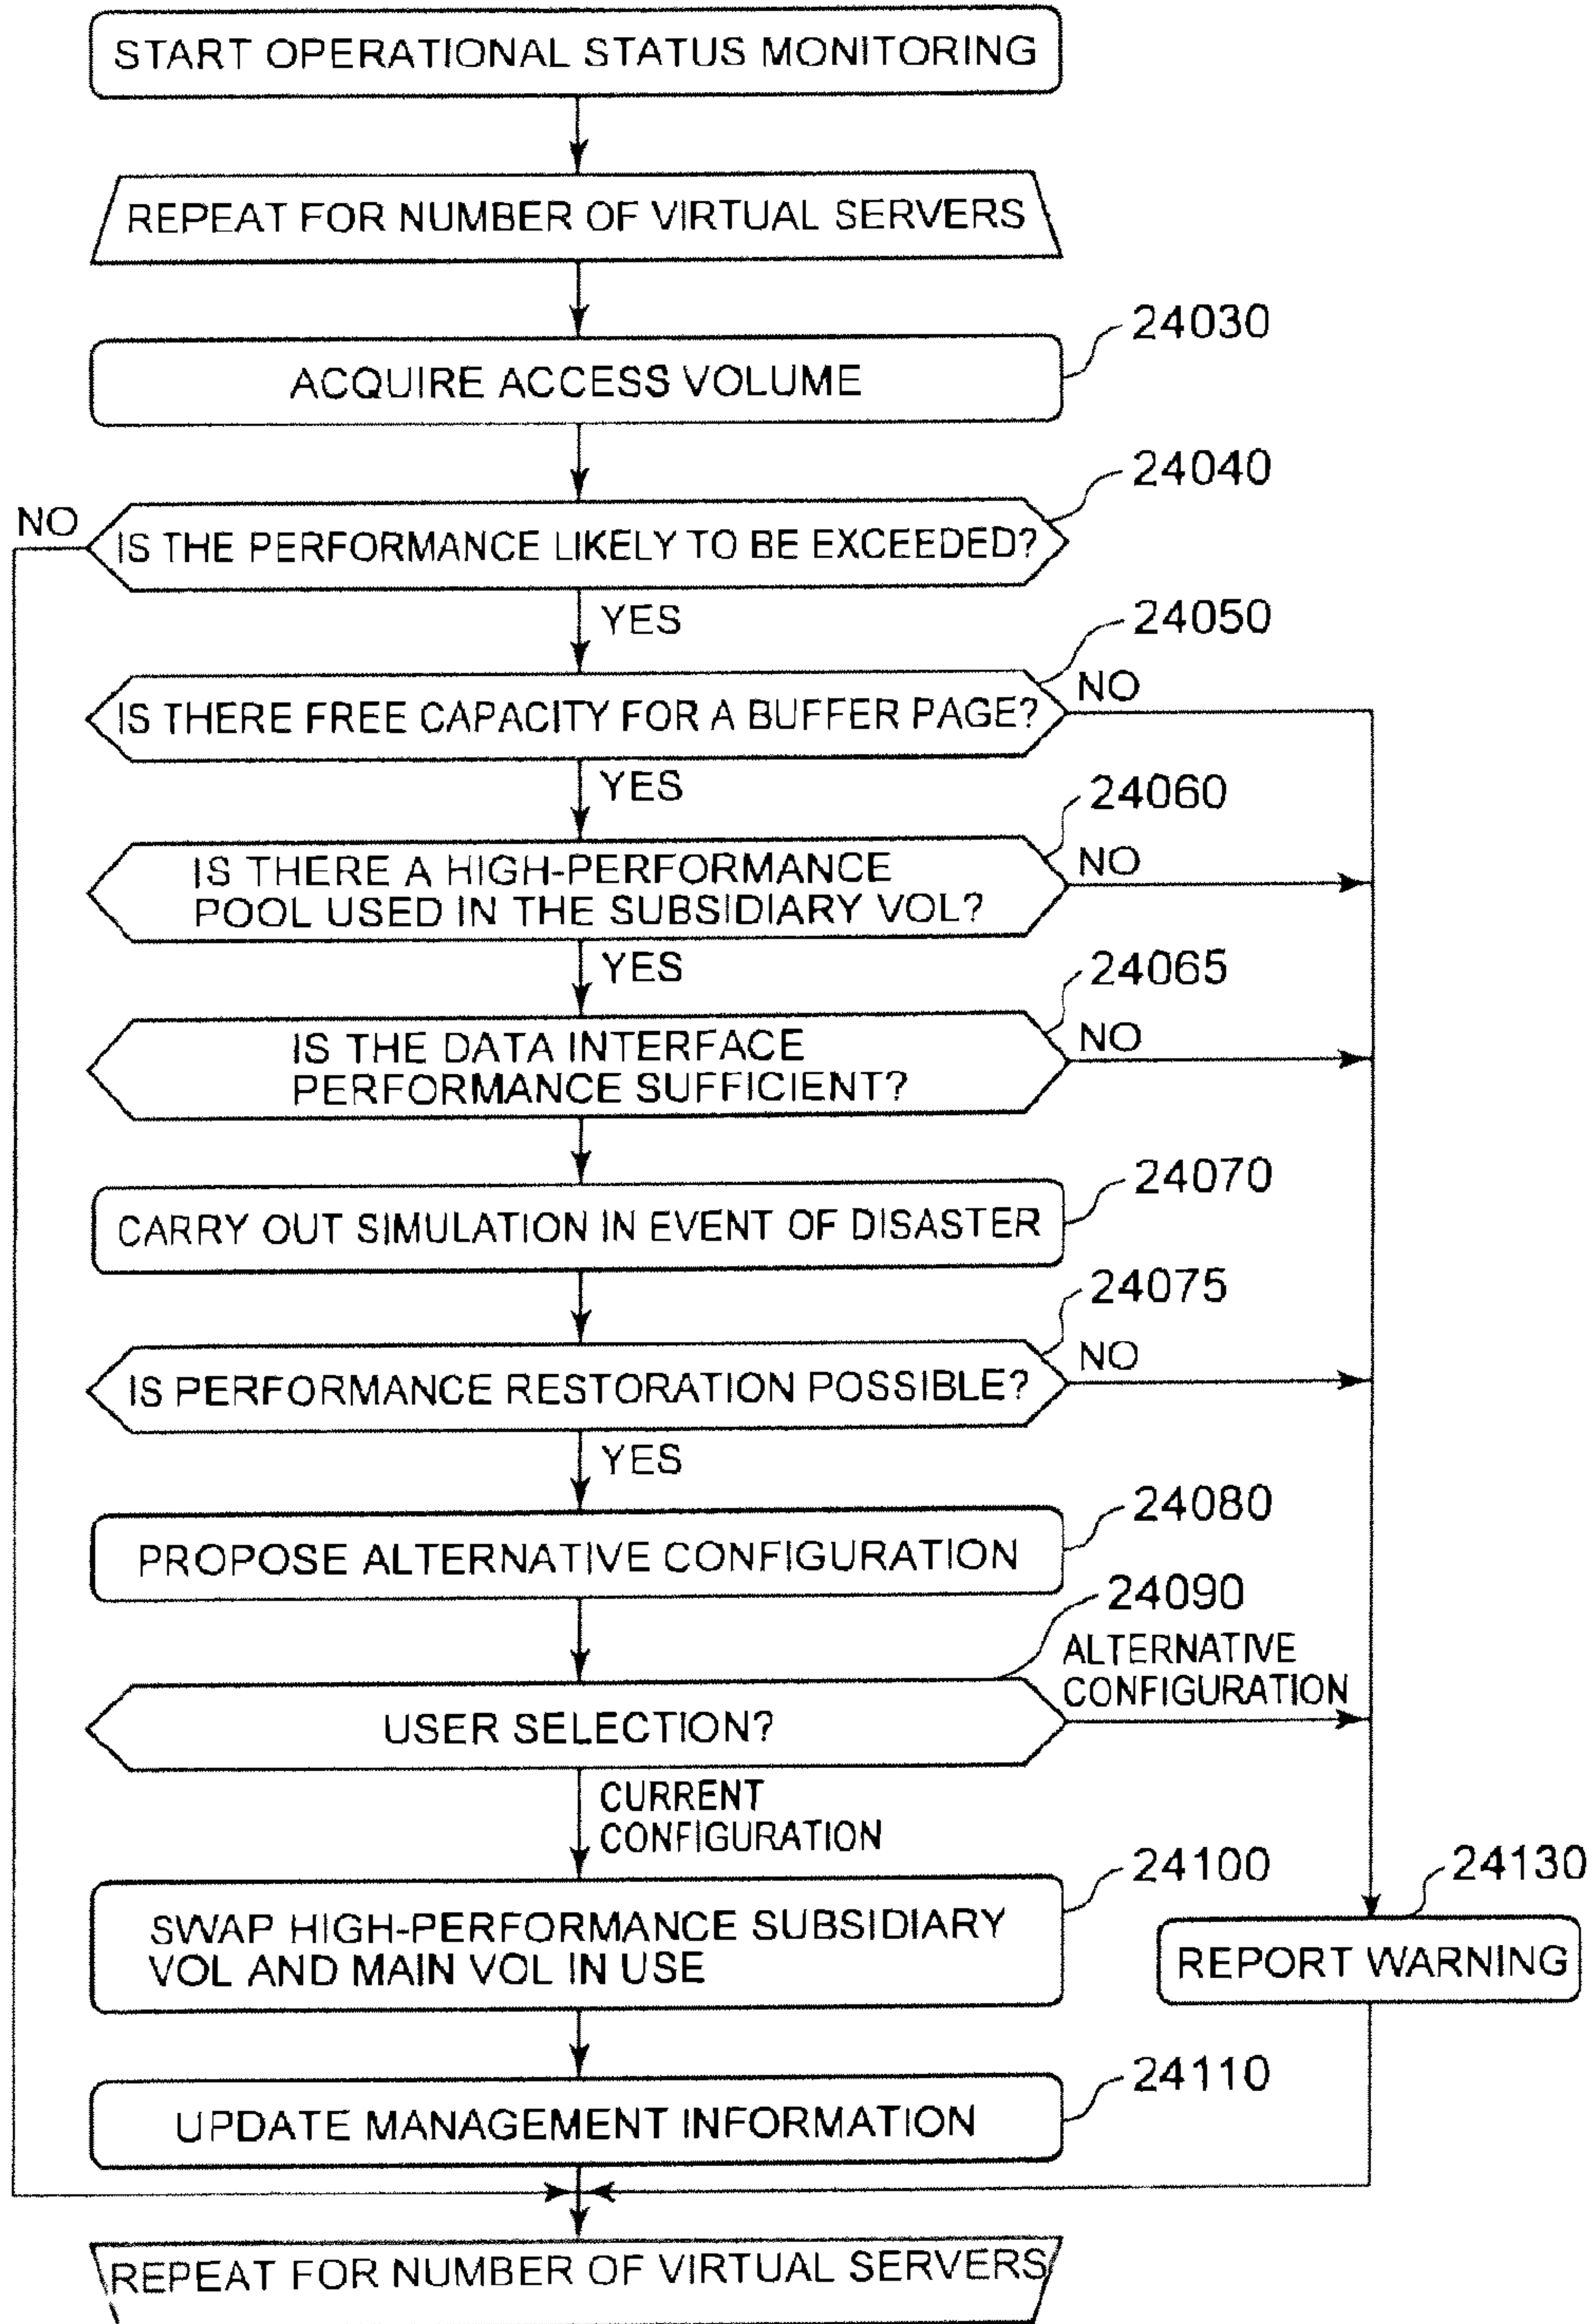 START OPERATIONAL STATUS MONITORING
REPEAT FOR NUMBER OF VIRTUAL SERVERS
24030
ACQUIRE ACCESS VOLUME
24040
NO
IS THE PERFORMANCE LIKELY TO BE EXCEEDED?
YES
24050
NO
IS THERE FREE CAPACITY FOR A BUFFER PAGE?
YES
24060
NO
IS THERE A HIGH-PERFORMANCE
POOL USED IN THE SUBSIDIARY VOL?
YES
24065
NO
IS THE DATA INTERFACE
PERFORMANCE SUFFICIENT?
24070
CARRY OUT SIMULATION IN EVENT OF DISASTER
24075
NO
IS PERFORMANCE RESTORATION POSSIBLE?
YES
24080
PROPOSE ALTERNATIVE CONFIGURATION
24090
ALTERNATIVE
CONFIGURATION
USER SELECTION?
CURRENT
CONFIGURATION
24100
24130
SWAP HIGH-PERFORMANCE SUBSIDIARY
VOL AND MAIN VOL IN USE
REPORT WARNING
24110
UPDATE MANAGEMENT INFORMATION
REPEAT FOR NUMBER OF VIRTUAL SERVERS